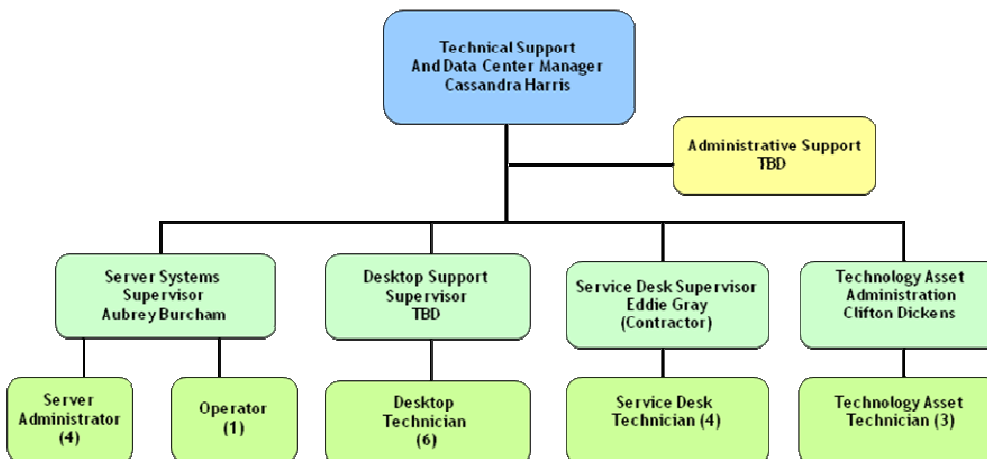 Technical Support
And Data Center Manager
Cassandra Harris
Administrative Support
TBD
Server Systems
Supervisor
Aubrey Burcham
Desktop Support
Supervisor
TBD
Service Desk Supervisor
Eddie Gray
(Contractor)
Technology Asset
Administration
Clifton Dickens
Server
Administrator
(4)
Operator
(1)
Desktop
Technician
(6)
Service Desk
Technician (4)
Technology Asset
Technician (3)